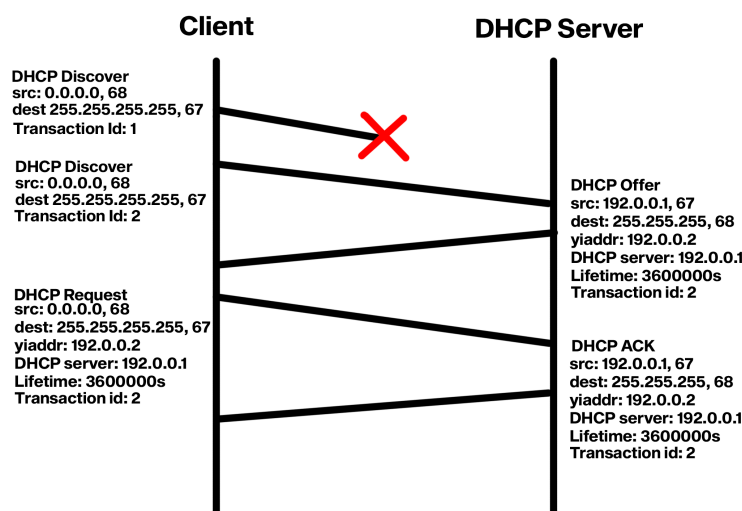 Client
DHCP Server
DHCP Discover
src: 0.0.0.0, 68
dest 255.255.255.255, 67
Transaction Id: 1
DHCP Discover
src: 0.0.0.0, 68
dest 255.255.255.255, 67
Transaction Id: 2
DHCP Offer
src: 192.0.0.1, 67
dest: 255.255.255, 68
yiaddr: 192.0.0.2
DHCP server: 192.0.0.1
Lifetime: 3600000s
Transaction id: 2
DHCP Request
src: 0.0.0.0, 68
dest: 255.255.255.255, 67
yiaddr: 192.0.0.2
DHCP server: 192.0.0.1
Lifetime: 3600000s
Transaction id: 2
DHCP ACK
src: 192.0.0.1, 67
dest: 255.255.255, 68
yiaddr: 192.0.0.2
DHCP server: 192.0.0.1
Lifetime: 3600000s
Transaction id: 2